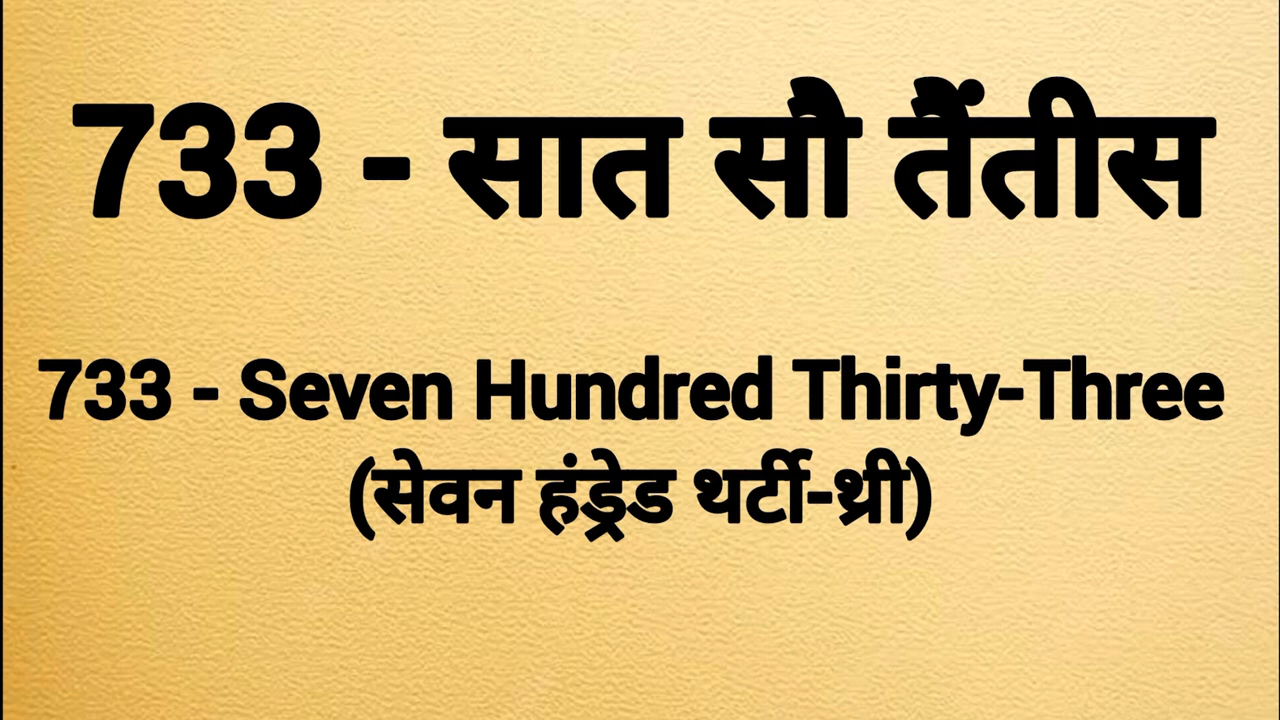 733 - सात सौ तैंतीस
733 - Seven Hundred Thirty-Three
(सेवन हंड्रेड थर्टी-थ्री)